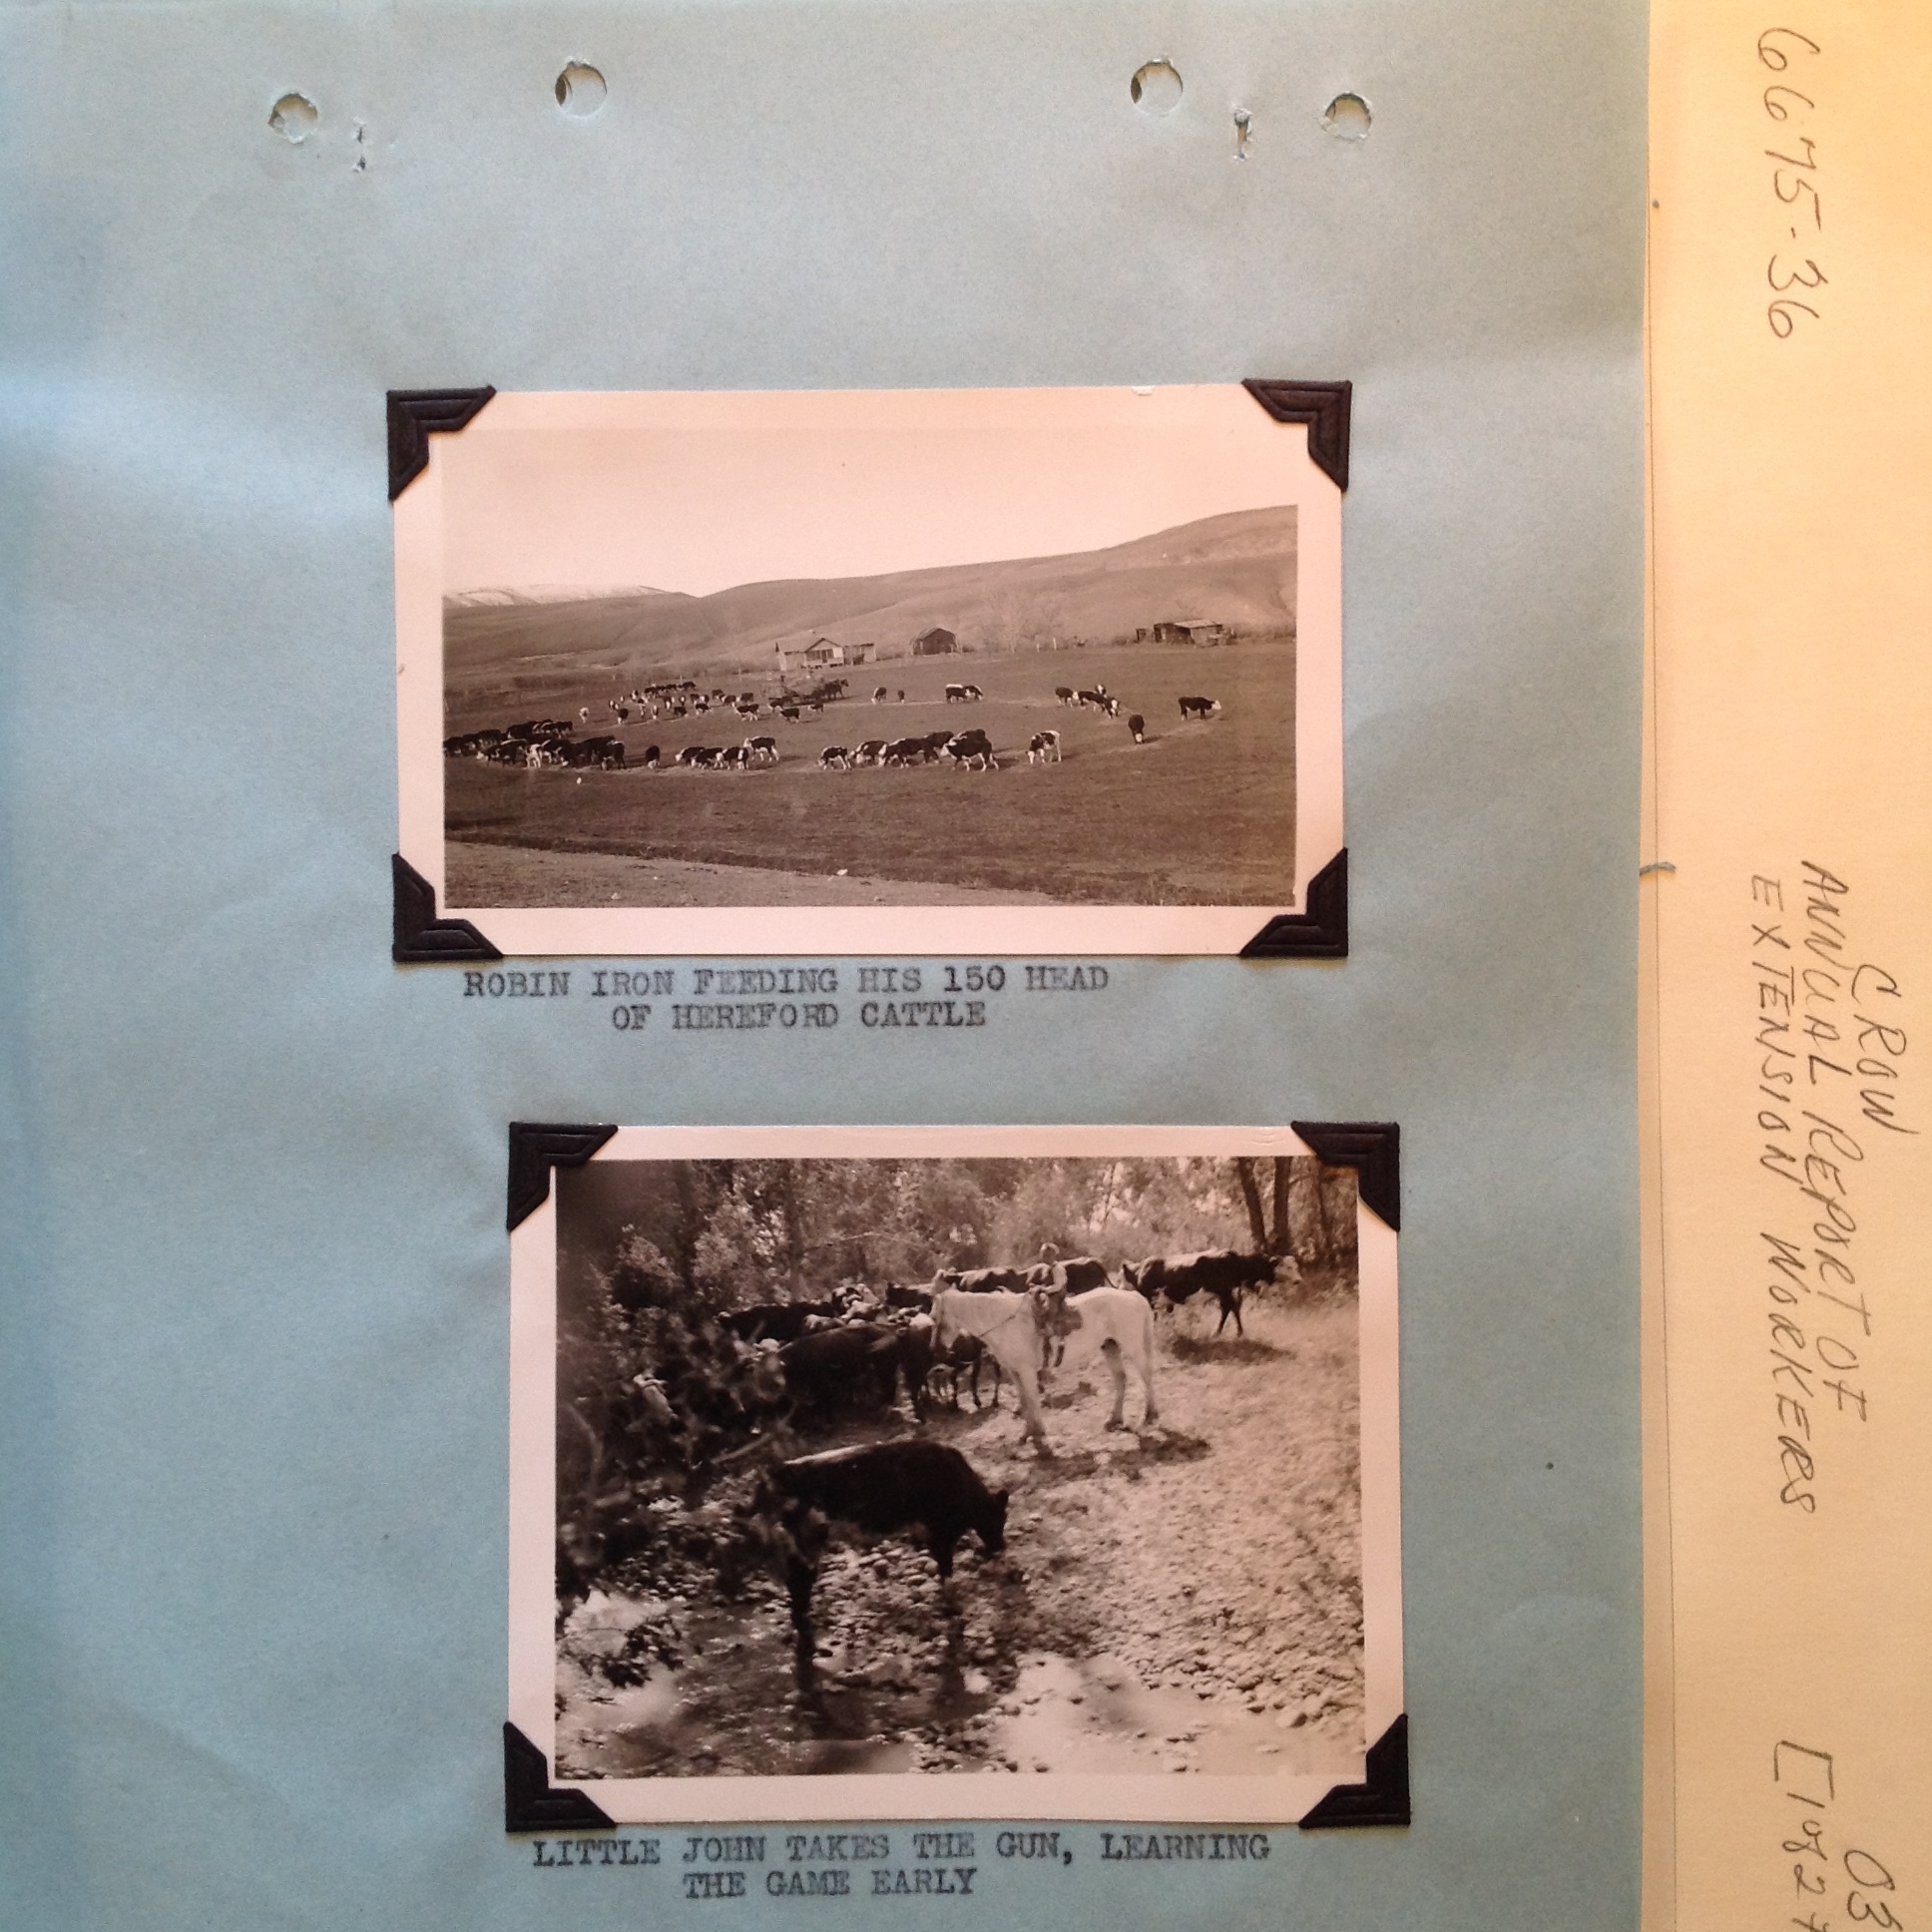 ROBIN IRON FEEDING HIS 150 HEAD
OF HEREFORD CATTLE
LITTLE JOHN TAKES THE GUN, LEARNING
THE GAME EARLY
6675-36
CROW
ANNUAL REPORT OF
EXTENSION WORKERS
03